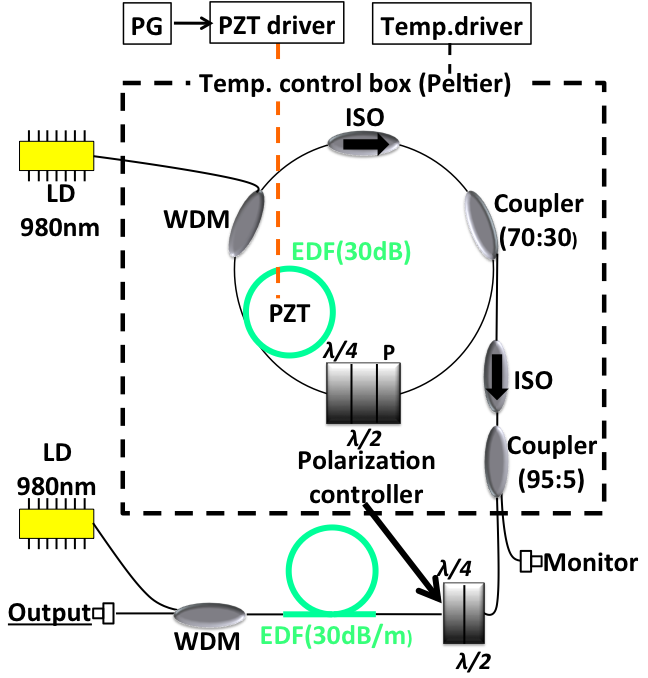 PG
PZT driver
Temp.driver
Temp. control box (Peltier)
ISO
LD
980nm
WDM
Coupler
(70:30)
EDF(30dB)
PZT
λ/4
P
λ/2
ISO
Coupler
(95:5)
Polarization
controller
LD
980nm
Monitor
λ/4
Output
WDM
EDF(30dB/m)
λ/2